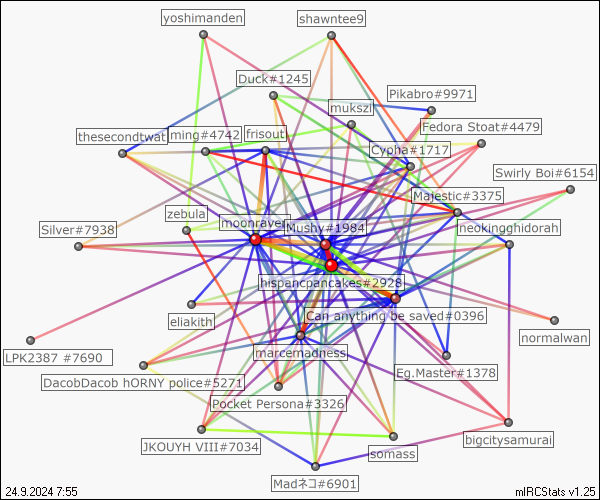 yoshimanden
shawntee9
Duck#1245
Pikabro#9971
mukszi
Fedora Stoat#4479
thesecondtwat
ming#4742
frisout
Cypha#1717
Swirly Boi#6154
Majestic#3375
zebula
moonraven
Mushy#1984
neokingghidorah
Silver#7938
hispancpancakes#2928
eliakith
Can anything be saved#0396
normalwan
LPK2387 #7690
marcemadness
Eg.Master#1378
DacobDacob hORNY police#5271
Pocket Persona#3326
JKOUYH VIII#7034
somass
bigcitysamurai
Madネコ#6901
24.9.2024 7:55
mIRCStats v1.25